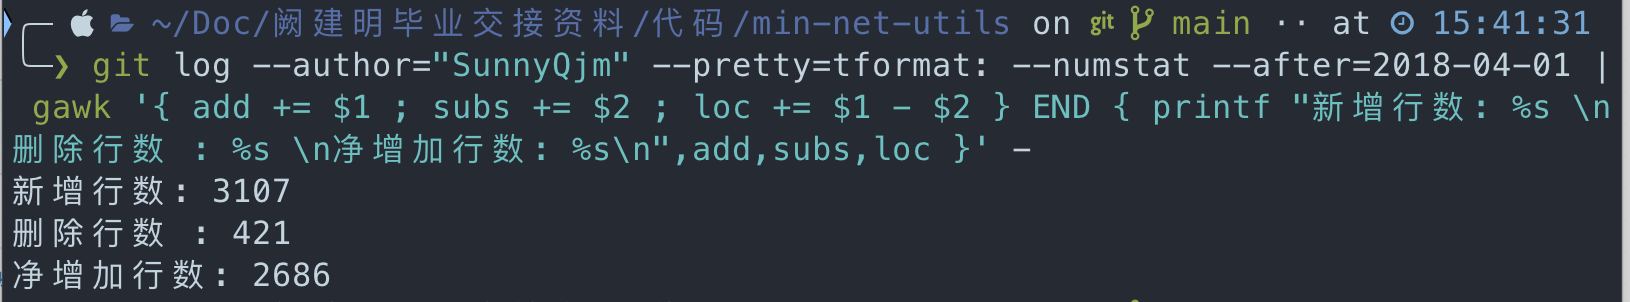 ~/Doc/阙建明毕业交接资料/代码/min-net-utils on git main ·· at 15:41:31
❯ git log --author="SunnyQjm" --pretty=tformat: --numstat --after=2018-04-01 |
gawk '{ add += $1 ; subs += $2 ; loc += $1 - $2 } END { printf "新增行数: %s \n
删除行数 : %s \n净增加行数: %s\n",add,subs,loc }' -
新增行数: 3107
删除行数 : 421
净增加行数: 2686